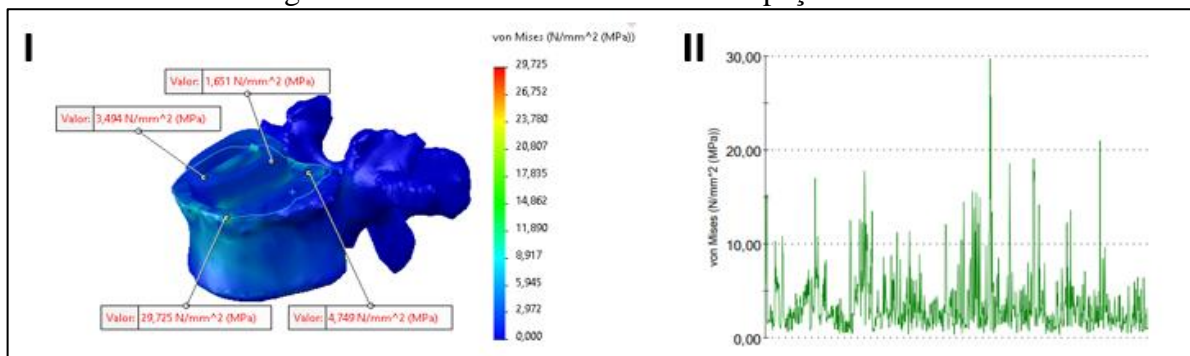 I
von Mises (N/mm^2 (MPa))
Valor: 1,651 N/mm^2 (MPa)
Valor: 3,494 N/mm^2 (MPa)
Valor: 29,725 N/mm^2 (MPa)
Valor: 4,749 N/mm^2 (MPa)
29,725
26,752
23,780
20,807
17,835
14,862
11,890
8,917
5,945
2,972
0,000
II
von Mises (N/mm^2 (MPa))
30,00
20,00
10,00
0,00